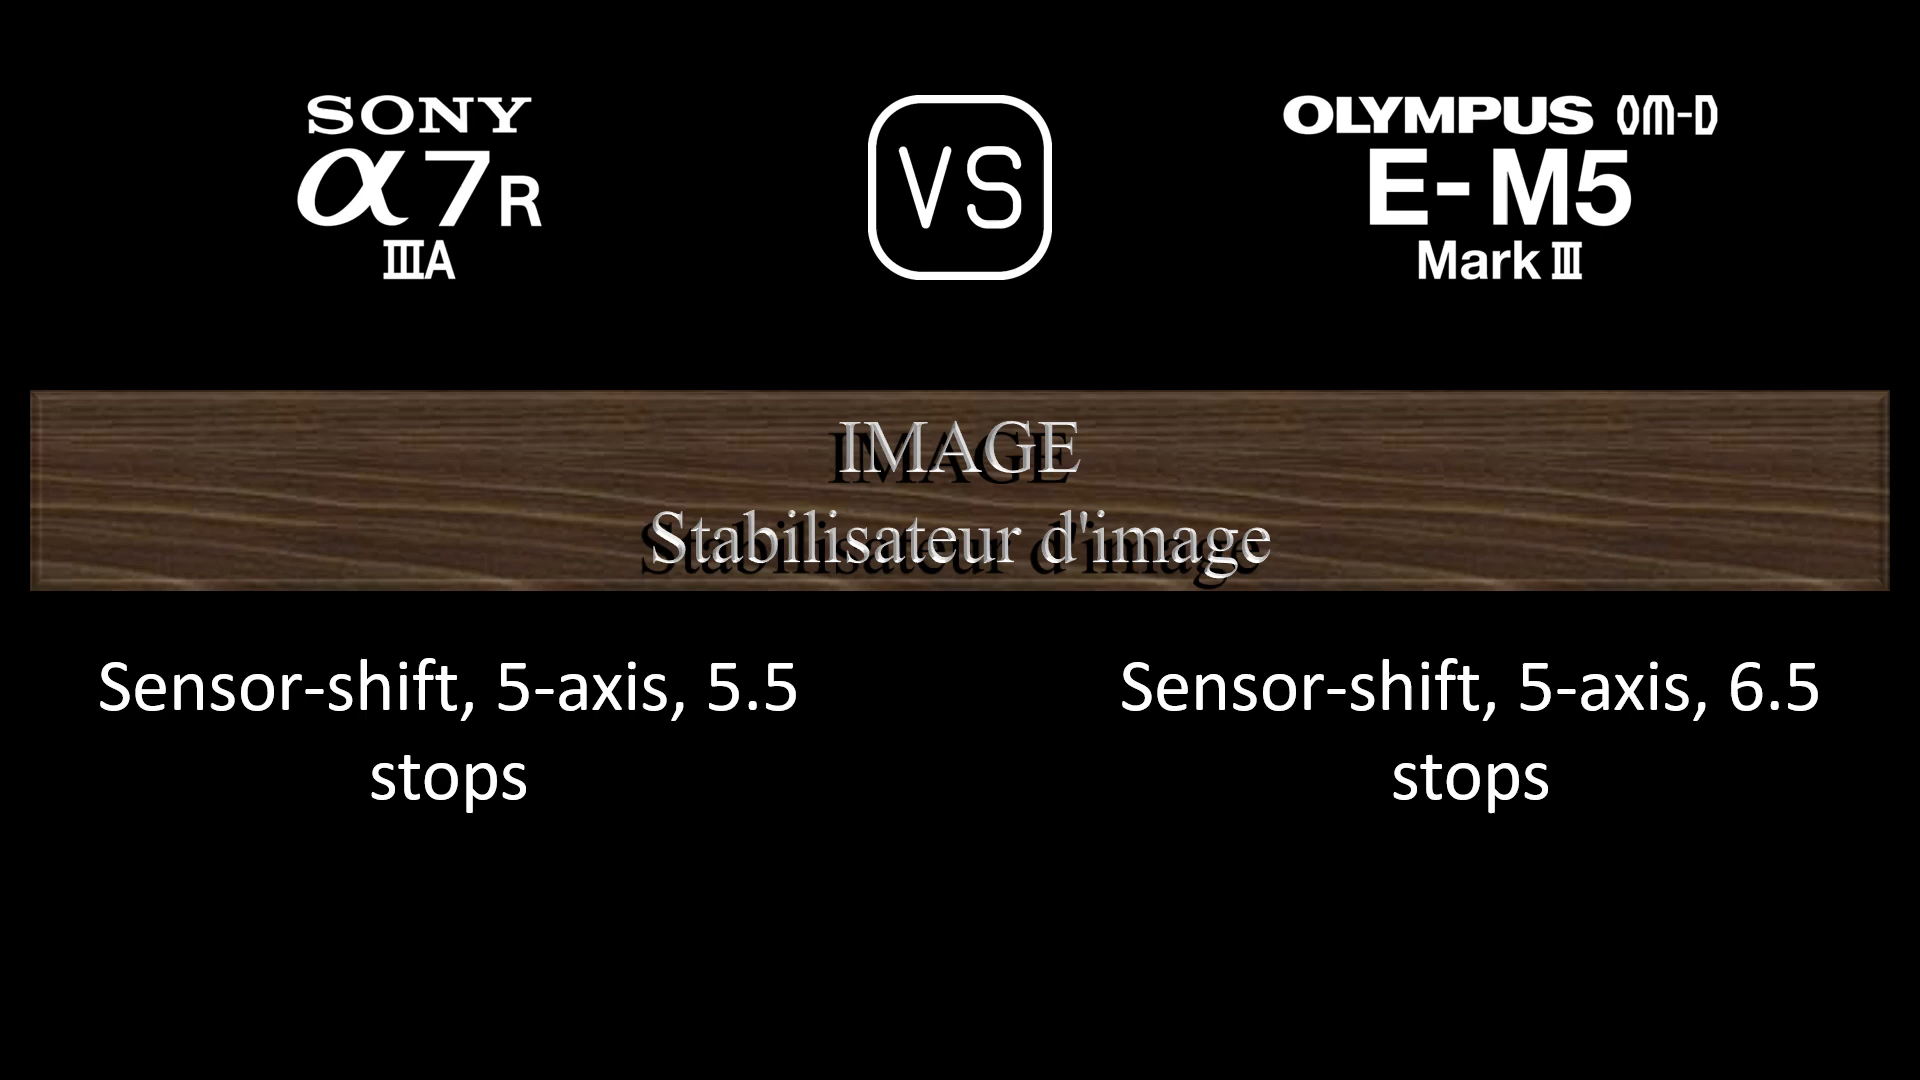 SONY
α7R
IIIA
VS
OLYMPUS OM-D
E-M5
Mark III
IMAGE
Stabilisateur d'image
Sensor-shift, 5-axis, 5.5
stops
Sensor-shift, 5-axis, 6.5
stops